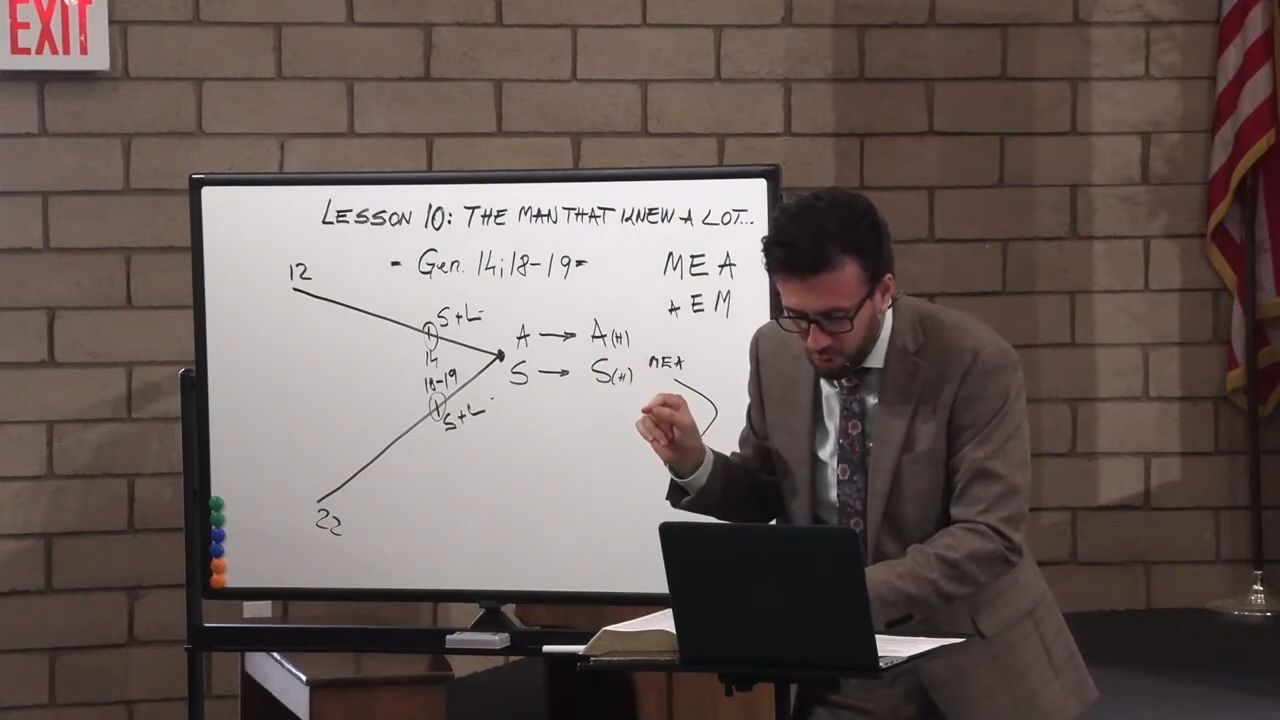 EXIT
LESSON 10: THE MAN THAT KNEW A LOT...
- Gen. 14; 18-19 -
MEA
AEM
12
S+L-
14
A → A(H)
S → S(H)
MEA
18-19
S+L-
22